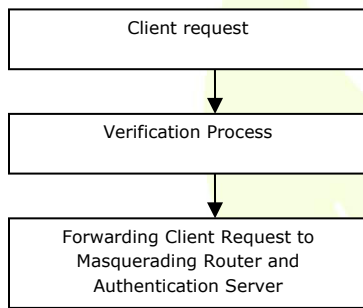 Client request
Verification Process
Forwarding Client Request to
Masquerading Router and
Authentication Server